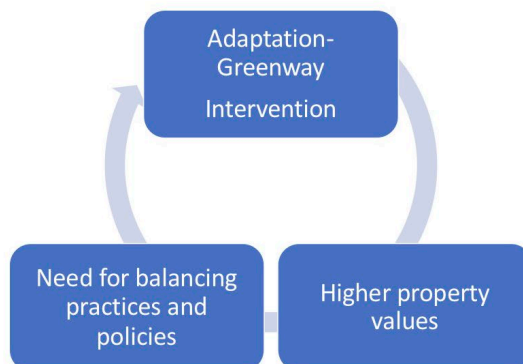 Adaptation-
Greenway
Intervention
Need for balancing
practices and
policies
Higher property
values